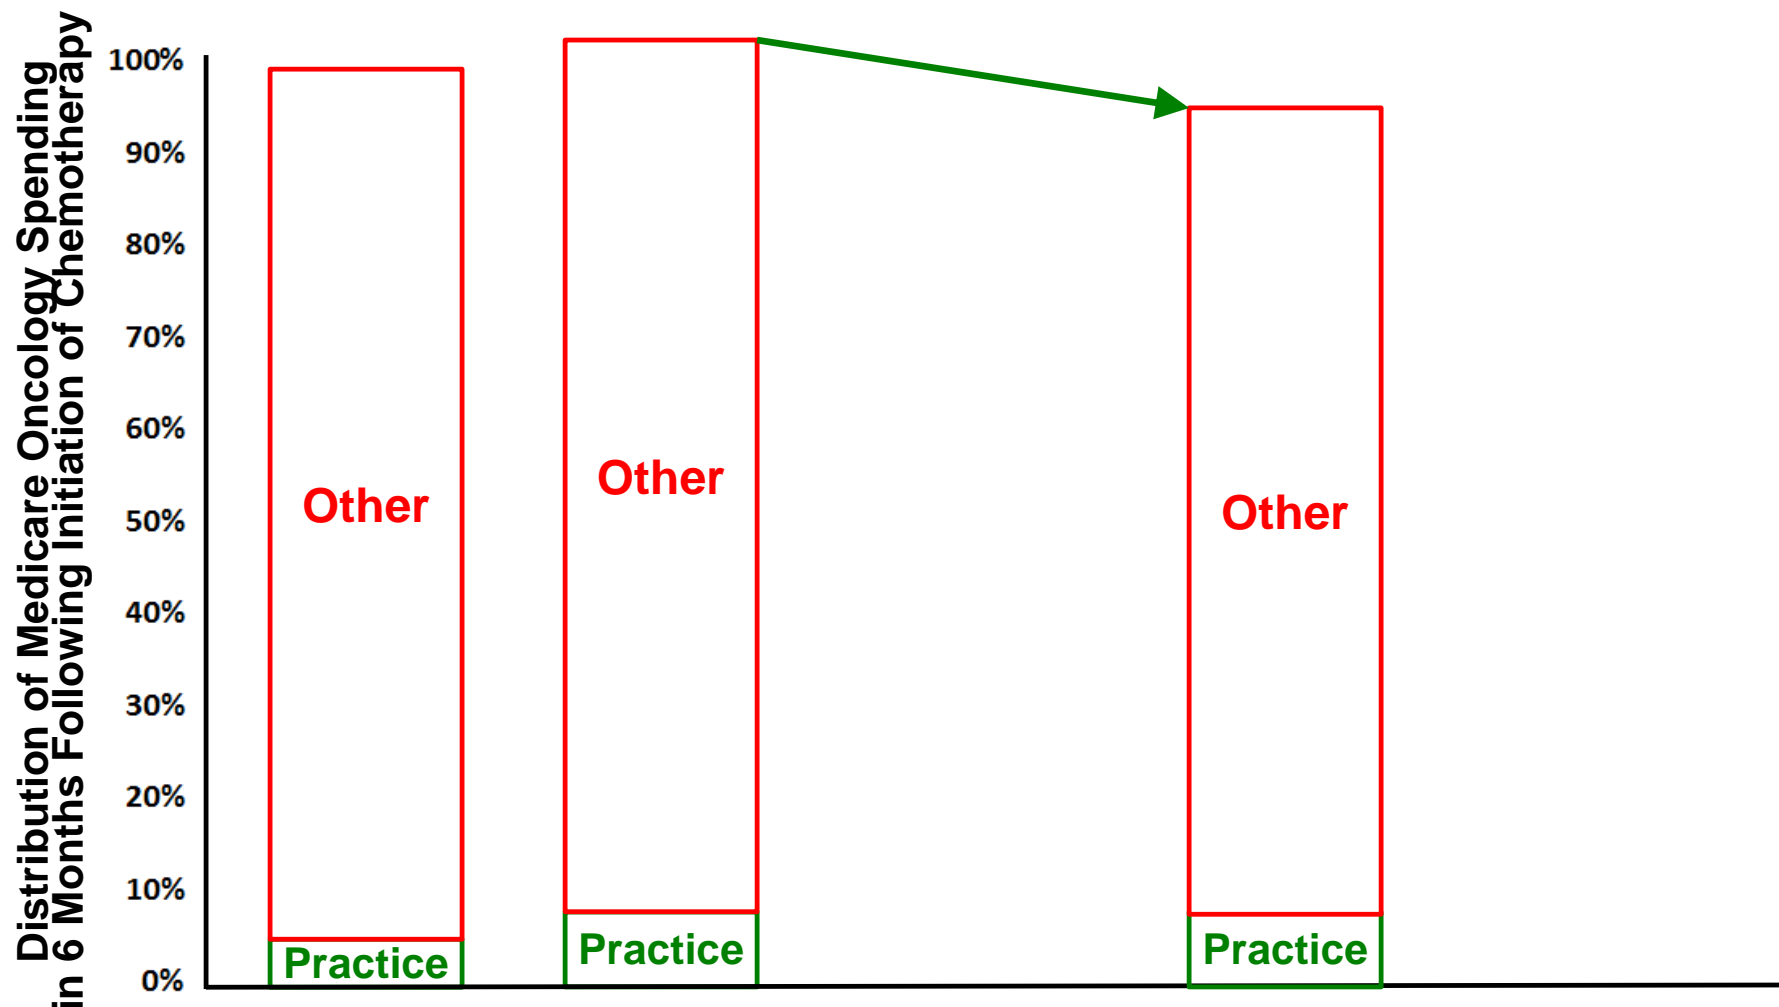 Distribution of Medicare Oncology Spending
in 6 Months Following Initiation of Chemotherapy
100%
90%
80%
70%
60%
50%
40%
30%
20%
10%
0%
Other
Other
Other
Practice
Practice
Practice